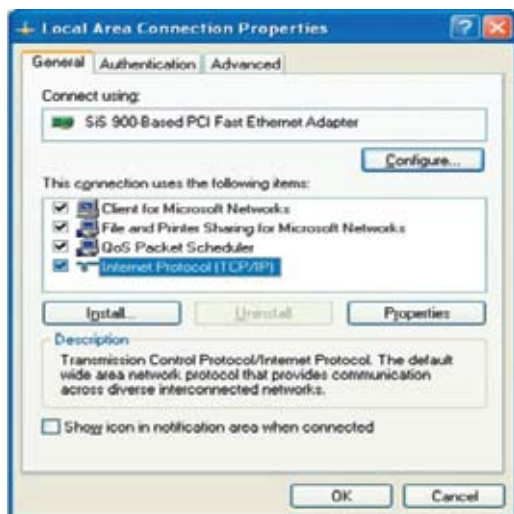 Local Area Connection Properties
General Authentication Advanced
Connect using:
SiS 900-Based PCI Fast Ethernet Adapter
Configure...
This connection uses the following items:
Client for Microsoft Networks
File and Printer Sharing for Microsoft Networks
QoS Packet Scheduler
Internet Protocol (TCP/IP)
Install... Uninstall Properties
Description
Transmission Control Protocol/Internet Protocol. The default
wide area network protocol that provides communication
across diverse interconnected networks.
Show icon in notification area when connected
OK Cancel